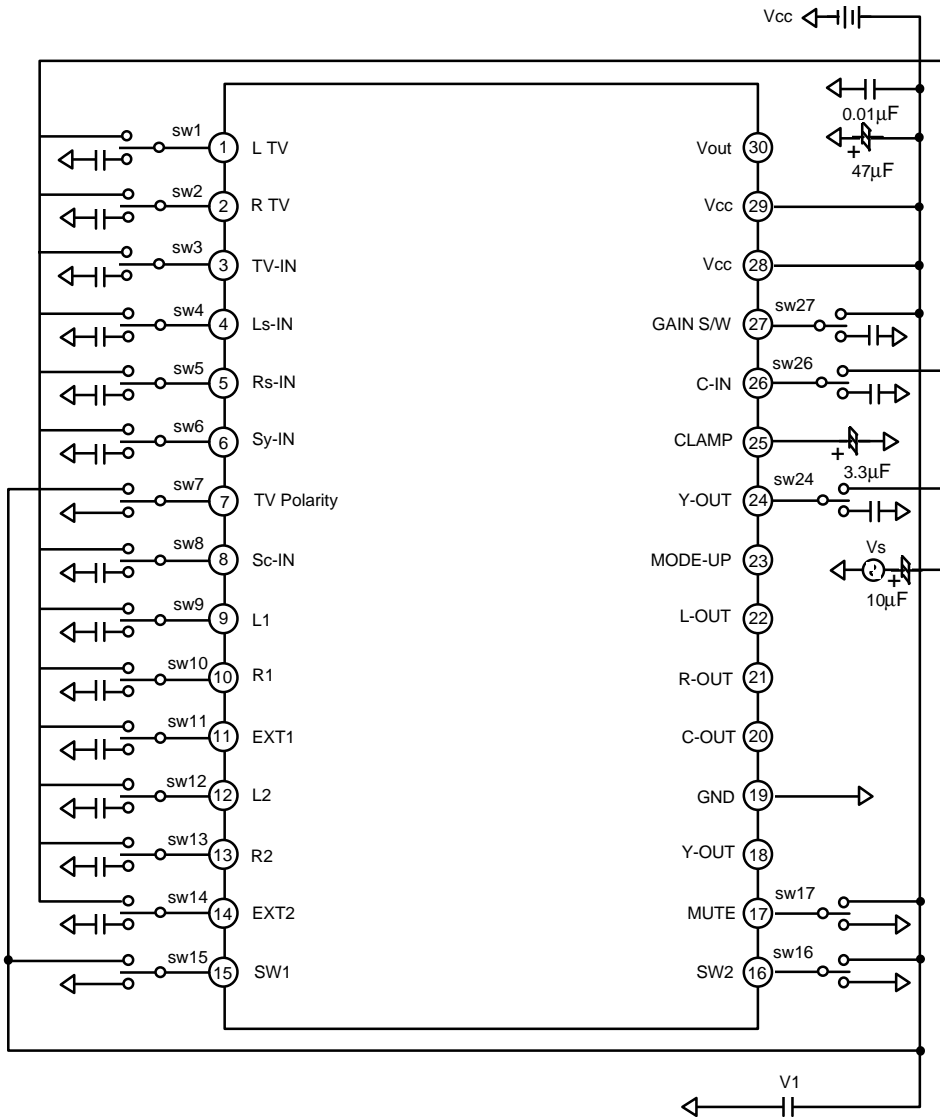 Vcc
0.01µF
+
47µF
sw1
1
L TV
Vout
30
sw2
2
R TV
Vcc
29
sw3
3
TV-IN
Vcc
28
sw4
4
Ls-IN
GAIN S/W
27
sw27
sw5
5
Rs-IN
C-IN
26
sw26
sw6
6
Sy-IN
CLAMP
25
+
3.3µF
sw7
7
TV Polarity
Y-OUT
24
sw24
sw8
8
Sc-IN
MODE-UP
23
Vs
+
10µF
sw9
9
L1
L-OUT
22
sw10
10
R1
R-OUT
21
sw11
11
EXT1
C-OUT
20
sw12
12
L2
GND
19
sw13
13
R2
Y-OUT
18
sw14
14
EXT2
MUTE
17
sw17
sw15
15
SW1
SW2
16
sw16
V1